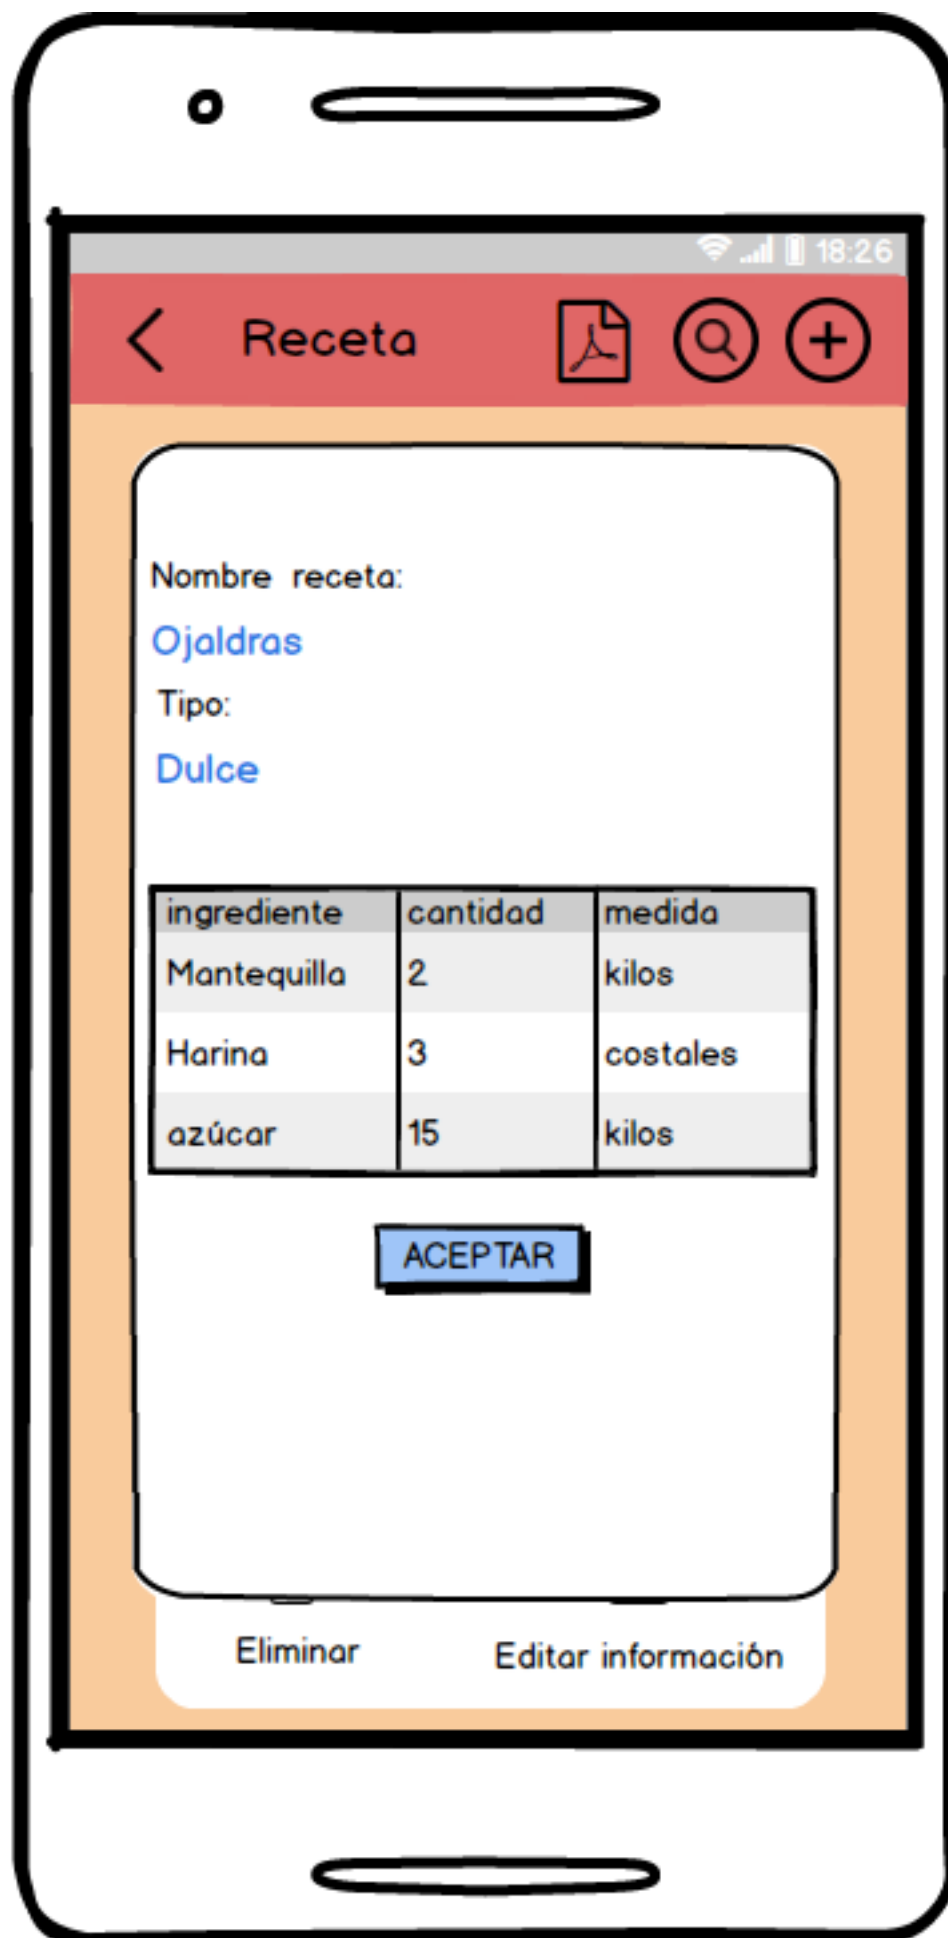 18:26
Receta
Nombre receta:
Ojaldras
Tipo:
Dulce
ingrediente cantidad medida
Mantequilla 2 kilos
Harina 3 costales
azúcar 15 kilos
ACEPTAR
Eliminar Editar información